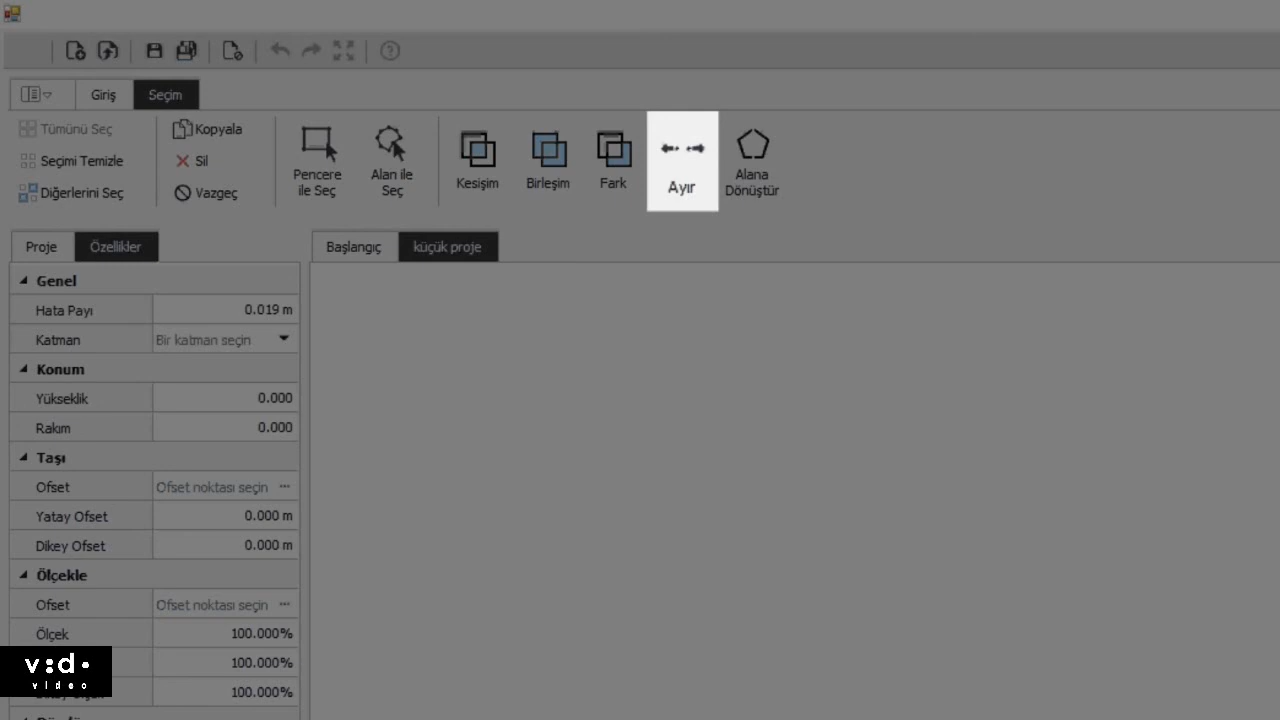 Giriş
Seçim
Tümünü Seç
Seçimi Temizle
Diğerlerini Seç
Kopyala
Sil
Vazgeç
Pencere
ile Seç
Alan ile
Seç
Kesişim
Birleşim
Fark
Ayır
Alana
Dönüştür
Proje
Özellikler
Başlangıç
küçük proje
Genel
Hata Payı 0.019 m
Katman Bir katman seçin
Konum
Yükseklik 0.000
Rakım 0.000
Taşı
Ofset Ofset noktası seçin ...
Yatay Ofset 0.000 m
Dikey Ofset 0.000 m
Ölçekle
Ofset Ofset noktası seçin ...
Ölçek 100.000%
100.000%
100.000%
v:d.
video